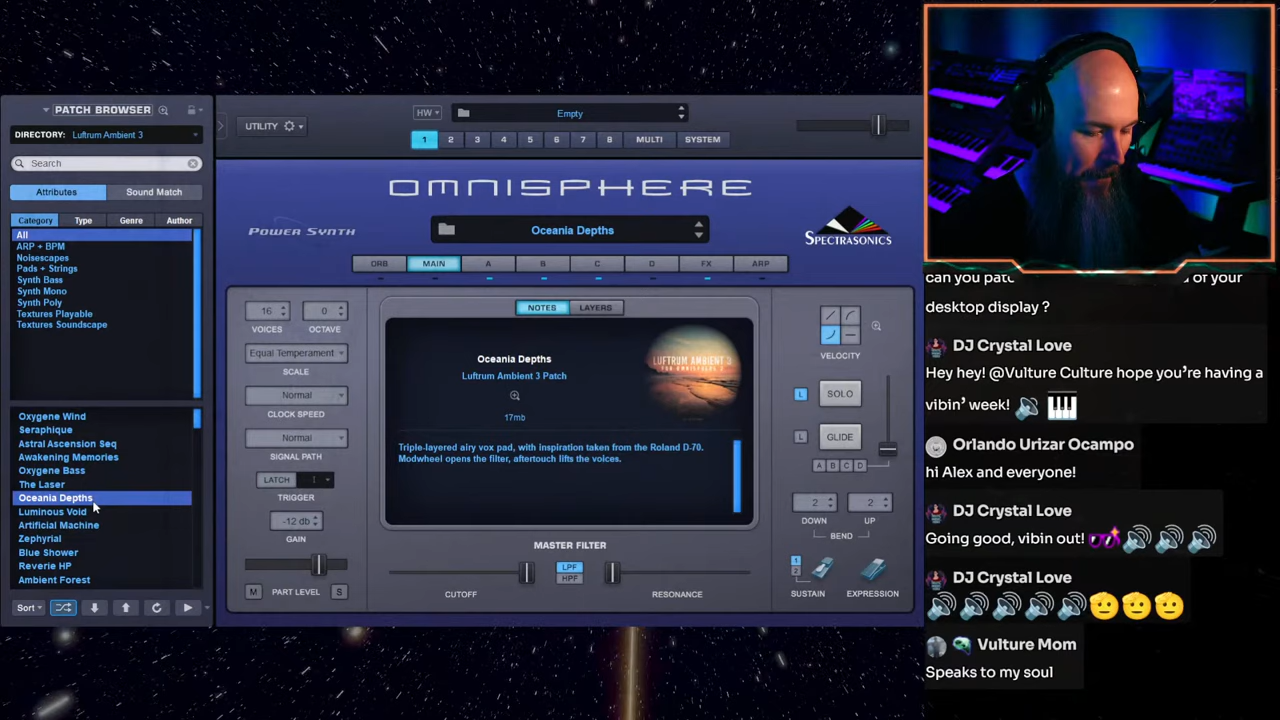 PATCH BROWSER
DIRECTORY: Luftrum Ambient 3
Search
Attributes
Sound Match
Category
Type
Genre
Author
All
ARP + BPM
Noisescapes
Pads + Strings
Synth Bass
Synth Mono
Synth Poly
Textures Playable
Textures Soundscape
Oxygene Wind
Seraphique
Astral Ascension Seq
Awakening Memories
Oxygene Bass
The Laser
Oceania Depths
Luminous Void
Artificial Machine
Zephyrial
Blue Shower
Reverie HP
Ambient Forest
Sort
UTILITY
HW
Empty
1 2 3 4 5 6 7 8 MULTI SYSTEM
OMNISPHERE
POWER SYNTH
Oceania Depths
SPECTRASONICS
ORB MAIN A B C D FX ARP
16
0
VOICES
OCTAVE
Equal Temperament
SCALE
Normal
CLOCK SPEED
Normal
SIGNAL PATH
LATCH
1
TRIGGER
-12 db
GAIN
M PART LEVEL S
NOTES
LAYERS
Oceania Depths
Luftrum Ambient 3 Patch
17mb
Triple-layered airy vox pad, with inspiration taken from the Roland D-70.
Modwheel opens the filter, aftertouch lifts the voices.
LUFTRUM AMBIENT 3
MASTER FILTER
LPF
HPF
CUTOFF
RESONANCE
VELOCITY
L SOLO
L GLIDE
A B C D
2
2
DOWN
UP
BEND
1
2
SUSTAIN
EXPRESSION
can you patc of your
desktop display ?
DJ Crystal Love
Hey hey! @Vulture Culture hope you're having a
vibin' week! 🔊 🎹
Orlando Urizar Ocampo
hi Alex and everyone!
DJ Crystal Love
Going good, vibin out! 🔊🔊🔊
DJ Crystal Love
🔊🔊🔊🔊🔊🫡🫡🫡
Vulture Mom
Speaks to my soul